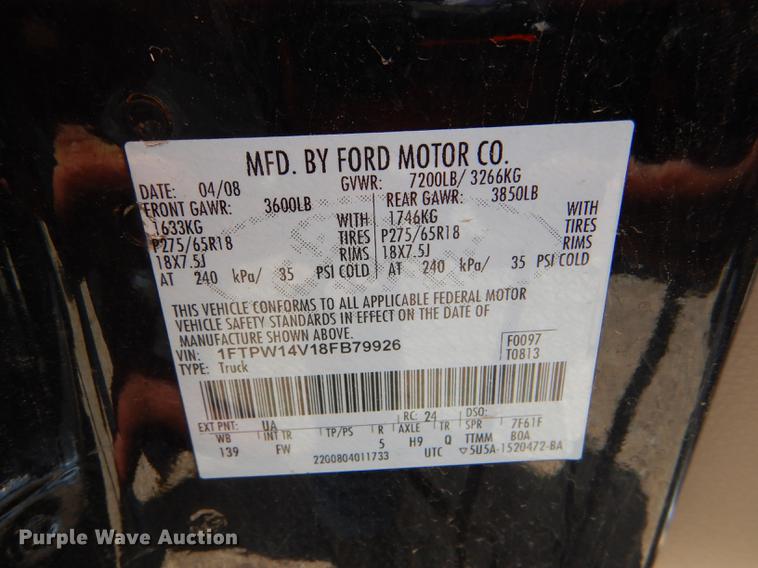 MFD. BY FORD MOTOR CO.
DATE: 04/08 GVWR: 7200LB/ 3266KG
FRONT GAWR: 3600LB REAR GAWR: 3850LB
1633KG WITH 1746KG WITH
P275/65R18 TIRES P275/65R18 TIRES
18X7.5J RIMS 18X7.5J RIMS
AT 240 kPa/ 35 PSI COLD AT 240 kPa/ 35 PSI COLD
THIS VEHICLE CONFORMS TO ALL APPLICABLE FEDERAL MOTOR
VEHICLE SAFETY STANDARDS IN EFFECT ON THE DATE OF
MANUFACTURE SHOWN ABOVE.
VIN: 1FTPW14V18FB79926 F0097
TYPE: Truck T0813
EXT PNT: UA RC: 24 DSO:
WB INT TR TP/PS R AXLE TR SPR 7F61F
139 FW 5 H9 Q TTMM BOA
22G0804011733 UTC ▽5U5A-1520472-BA
Purple Wave Auction